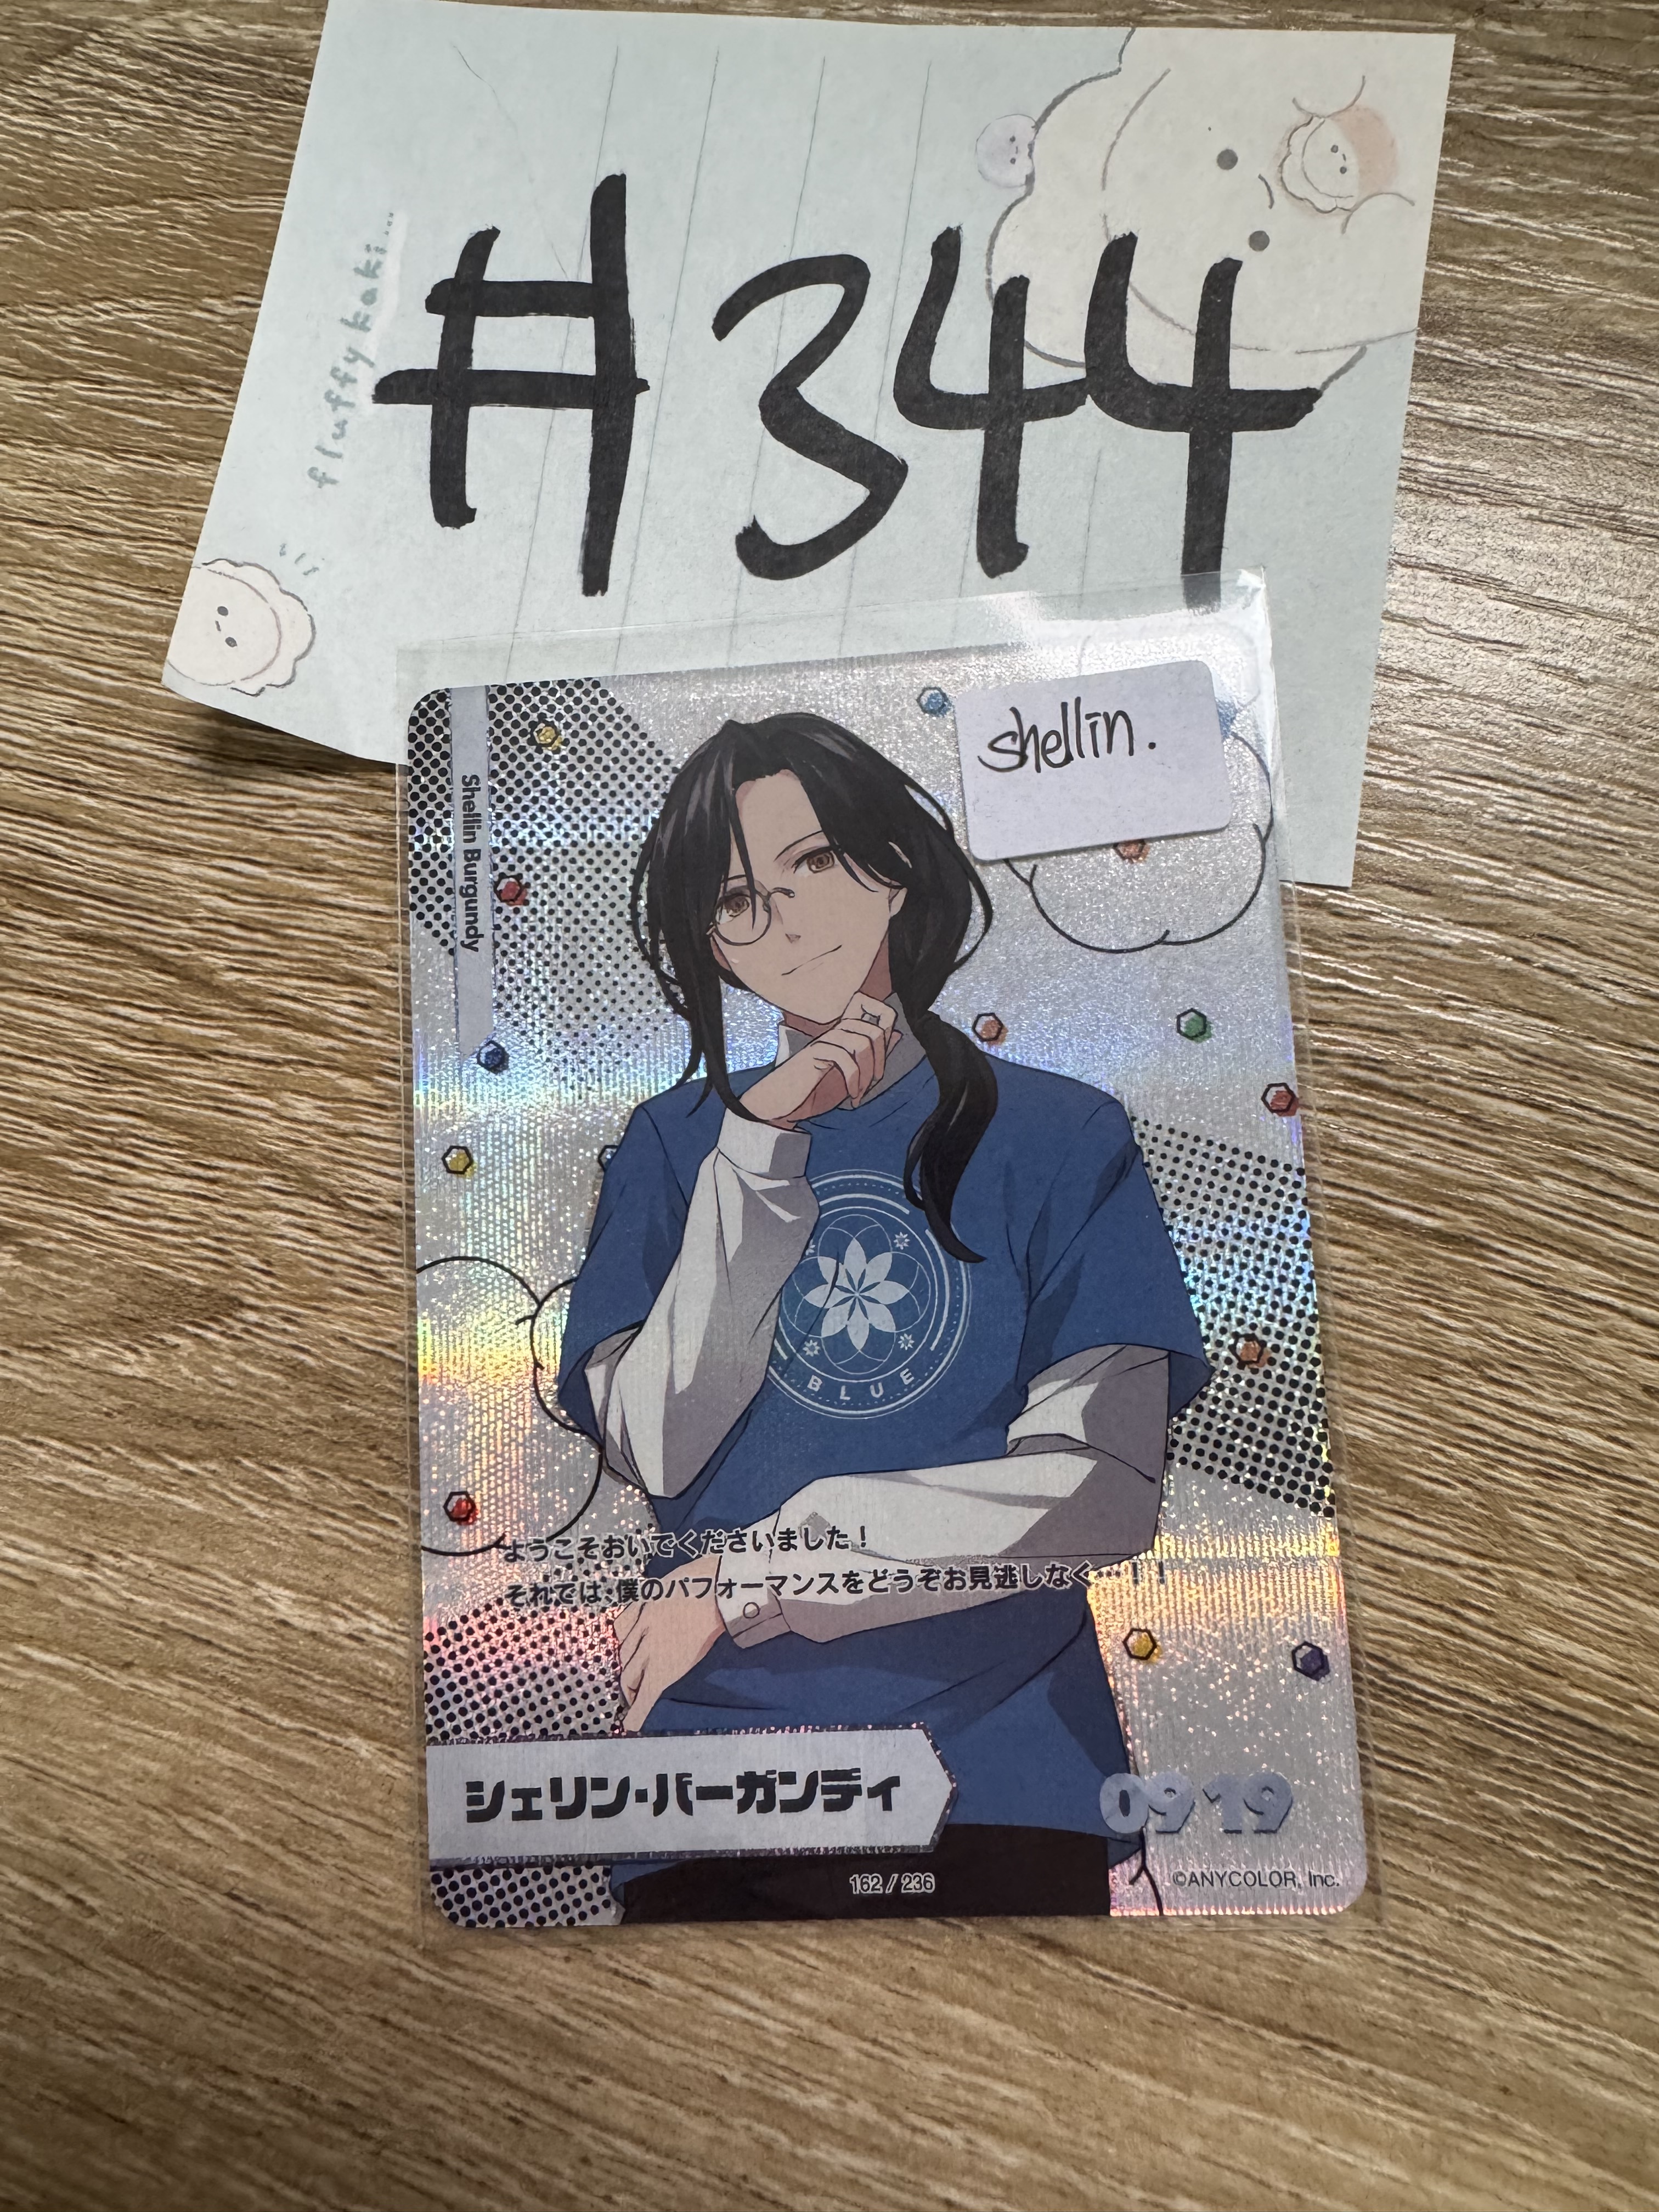 fluffy kaki...
#344
shellin.
Shellin Burgundy
BLUE
ようこそおいでくださいました！
それでは、僕のパフォーマンスをどうぞお見逃しなく…！！
シェリン・バーガンディ
09 19
162 / 236
©ANYCOLOR, Inc.